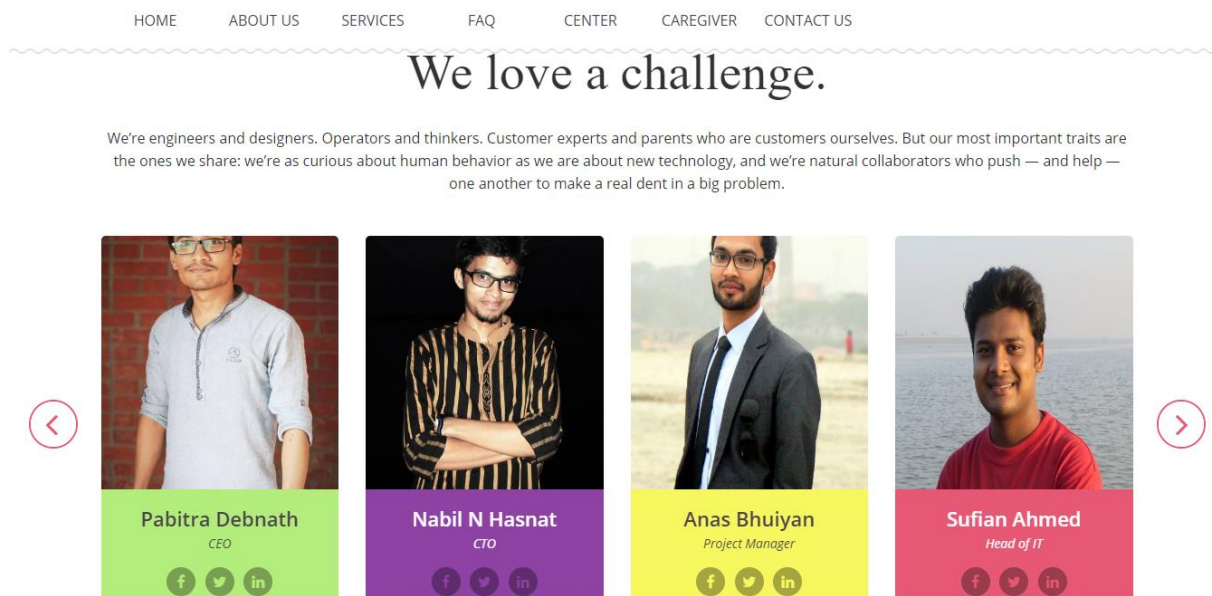 HOME ABOUT US SERVICES FAQ CENTER CAREGIVER CONTACT US
We love a challenge.
We’re engineers and designers. Operators and thinkers. Customer experts and parents who are customers ourselves. But our most important traits are
the ones we share: we’re as curious about human behavior as we are about new technology, and we’re natural collaborators who push — and help —
one another to make a real dent in a big problem.
Pabitra Debnath
CEO
Nabil N Hasnat
CTO
Anas Bhuiyan
Project Manager
Sufian Ahmed
Head of IT